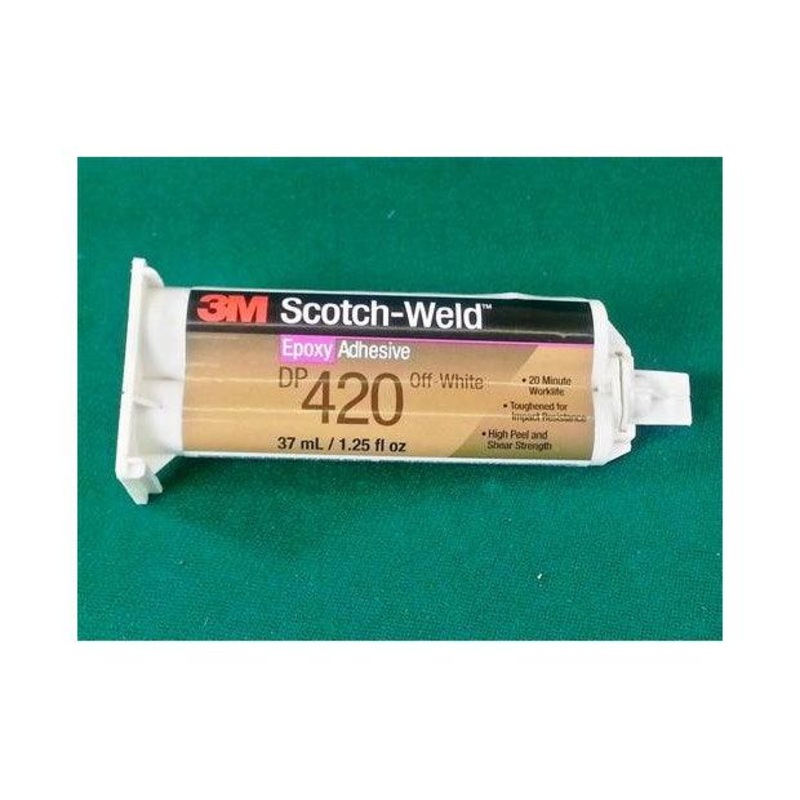 3M Scotch-Weld™
Epoxy Adhesive
DP 420 Off-White
37 mL / 1.25 fl oz
• 20 Minute
Worklife
• Toughened for
Impact Resistance
• High Peel and
Shear Strength